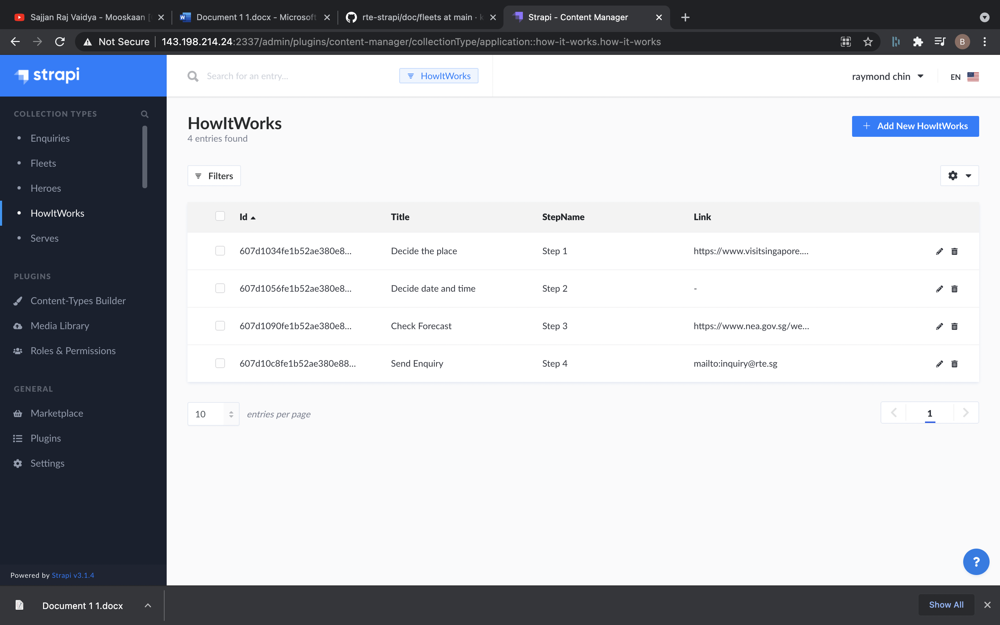 Sajjan Raj Vaidya - Mooskaan
Document 1 1.docx - Microsoft
rte-strapi/doc/fleets at main · k
Strapi - Content Manager
Not Secure
143.198.214.24:2337/admin/plugins/content-manager/collectionType/application::how-it-works.how-it-works
B
strapi
Search for an entry...
HowItWorks
raymond chin
EN
COLLECTION TYPES
Enquiries
Fleets
Heroes
HowItWorks
Serves
PLUGINS
Content-Types Builder
Media Library
Roles & Permissions
GENERAL
Marketplace
Plugins
Settings
Powered by Strapi v3.1.4
HowItWorks
4 entries found
+ Add New HowItWorks
Filters
Id Title StepName Link
607d1034fe1b52ae380e8... Decide the place Step 1 https://www.visitsingapore....
607d1056fe1b52ae380e8... Decide date and time Step 2 -
607d1090fe1b52ae380e8... Check Forecast Step 3 https://www.nea.gov.sg/we...
607d10c8fe1b52ae380e88... Send Enquiry Step 4 mailto:inquiry@rte.sg
10 entries per page
1
?
Document 1 1.docx
Show All